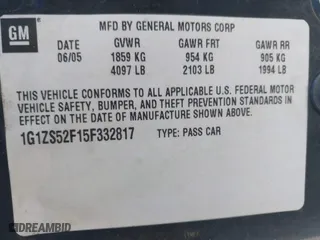 GM
MFD BY GENERAL MOTORS CORP
06/05 GVWR GAWR FRT GAWR RR
1859 KG 954 KG 905 KG
4097 LB 2103 LB 1994 LB
THIS VEHICLE CONFORMS TO ALL APPLICABLE U.S. FEDERAL MOTOR
VEHICLE SAFETY, BUMPER, AND THEFT PREVENTION STANDARDS
IN EFFECT ON THE DATE OF MANUFACTURE SHOWN ABOVE.
1G1ZS52F15F332817 TYPE: PASS CAR
DREAMBID.COM